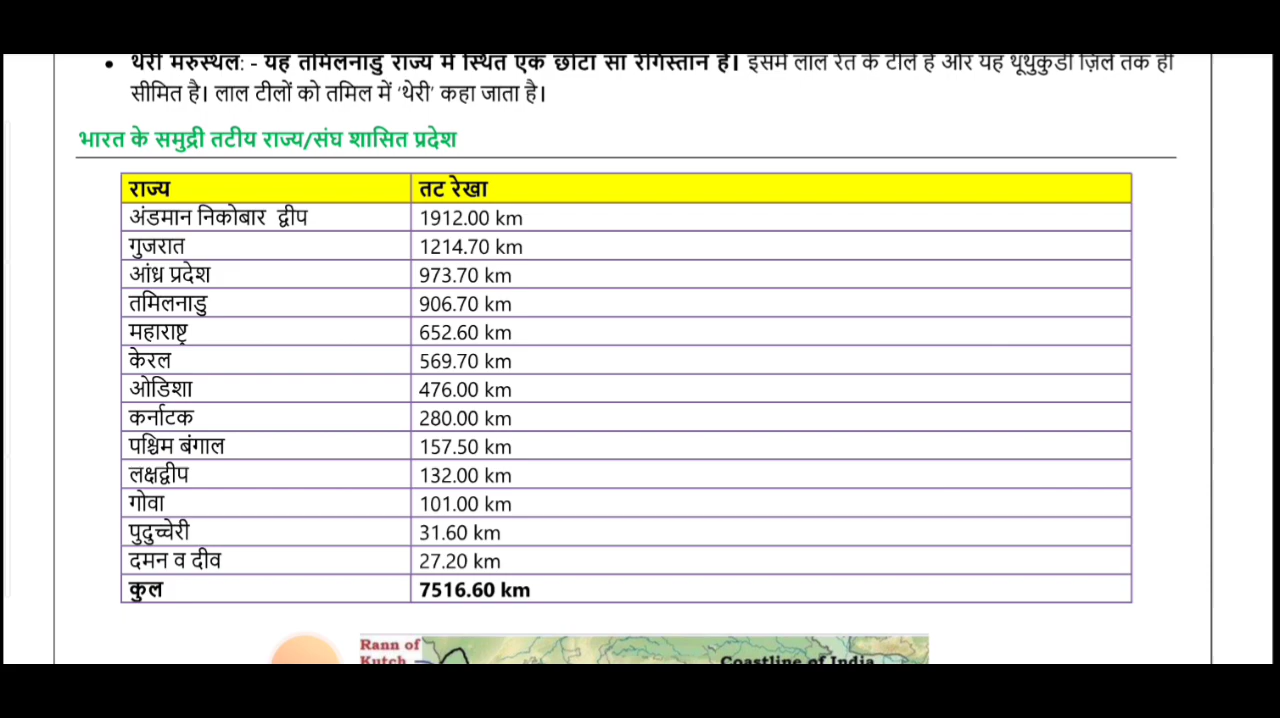 • थेरी मरुस्थल: - यह तमिलनाडु राज्य में स्थित एक छोटा सा रेगिस्तान है। इसमें लाल रेत के टीले हैं और यह थूथुकुडी ज़िले तक ही
सीमित है। लाल टीलों को तमिल में ‘थेरी’ कहा जाता है।
भारत के समुद्री तटीय राज्य/संघ शासित प्रदेश
राज्य तट रेखा
अंडमान निकोबार द्वीप 1912.00 km
गुजरात 1214.70 km
आंध्र प्रदेश 973.70 km
तमिलनाडु 906.70 km
महाराष्ट्र 652.60 km
केरल 569.70 km
ओडिशा 476.00 km
कर्नाटक 280.00 km
पश्चिम बंगाल 157.50 km
लक्षद्वीप 132.00 km
गोवा 101.00 km
पुदुच्चेरी 31.60 km
दमन व दीव 27.20 km
कुल 7516.60 km
Rann of
Kutch
Coastline of India